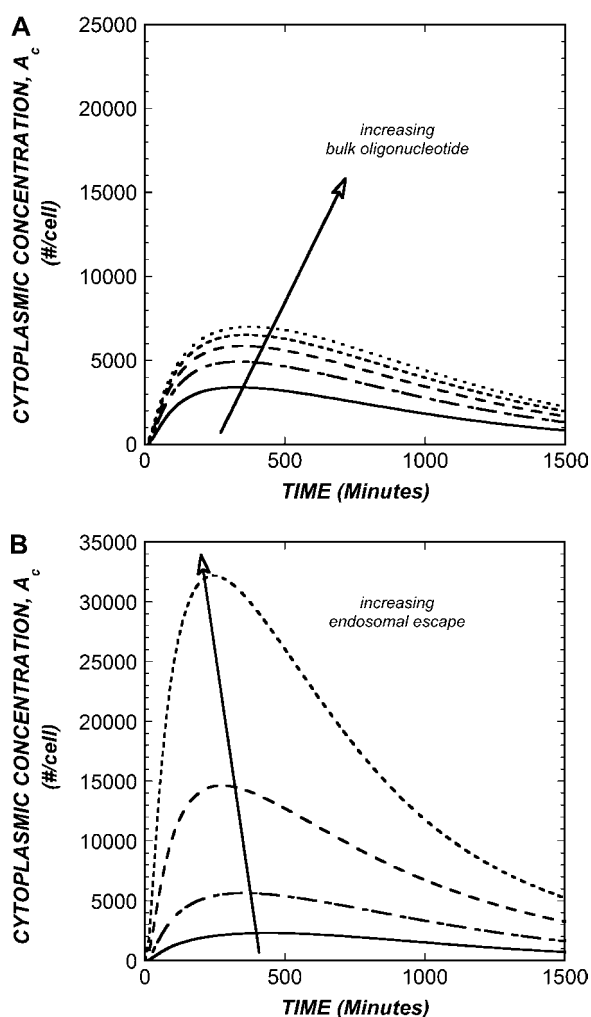 A
CYTOPLASMIC CONCENTRATION, A c
(#/cell)
25000
20000
15000
10000
5000
0
increasing
bulk oligonucleotide
0 500 1000 1500
TIME (Minutes)
B
CYTOPLASMIC CONCENTRATION, A c
(#/cell)
35000
30000
25000
20000
15000
10000
5000
0
increasing
endosomal escape
0 500 1000 1500
TIME (Minutes)